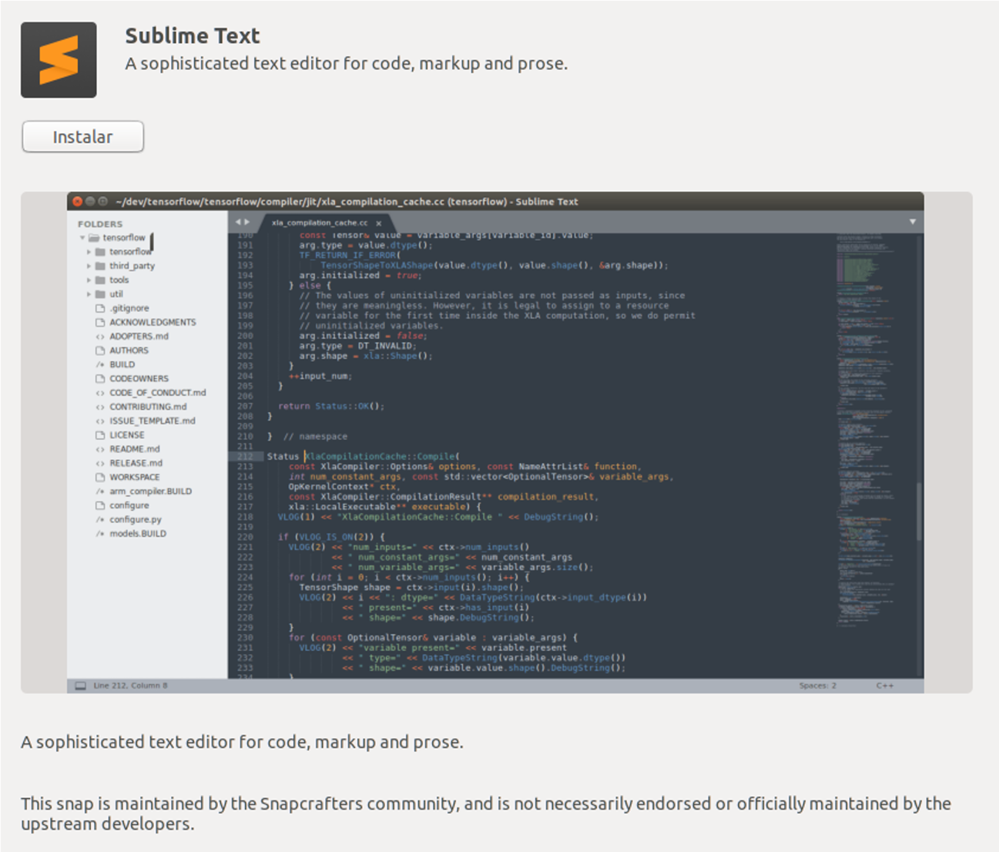 Sublime Text
A sophisticated text editor for code, markup and prose.
Instalar
~/dev/tensorflow/tensorflow/compiler/jit/xla_compilation_cache.cc (tensorflow) - Sublime Text
FOLDERS
tensorflow
tensorflow
third_party
tools
util
.gitignore
ACKNOWLEDGMENTS
<> ADOPTERS.md
AUTHORS
/* BUILD
CODEOWNERS
<> CODE_OF_CONDUCT.md
<> CONTRIBUTING.md
<> ISSUE_TEMPLATE.md
LICENSE
<> README.md
<> RELEASE.md
WORKSPACE
/* arm_compiler.BUILD
configure
/* configure.py
/* models.BUILD
xla_compilation_cache.cc x
190 const Tensor& value = variable_args[variable_id].value;
191 arg.type = value.dtype();
192 TF_RETURN_IF_ERROR(
193 TensorShapeToXLAShape(value.dtype(), value.shape(), &arg.shape));
194 arg.initialized = true;
195 } else {
196 // The values of uninitialized variables are not passed as inputs, since
197 // they are meaningless. However, it is legal to assign to a resource
198 // variable for the first time inside the XLA computation, so we do permit
199 // uninitialized variables.
200 arg.initialized = false;
201 arg.type = DT_INVALID;
202 arg.shape = xla::Shape();
203 }
204 ++input_num;
205 }
206
207 return Status::OK();
208 }
209
210 } // namespace
211
212 Status XlaCompilationCache::Compile(
213 const XlaCompiler::Options& options, const NameAttrList& function,
214 int num_constant_args, const std::vector<OptionalTensor>& variable_args,
215 OpKernelContext* ctx,
216 const XlaCompiler::CompilationResult** compilation_result,
217 xla::LocalExecutable** executable) {
218 VLOG(1) << "XlaCompilationCache::Compile " << DebugString();
219
220 if (VLOG_IS_ON(2)) {
221 VLOG(2) << "num_inputs=" << ctx->num_inputs()
222 << " num_constant_args=" << num_constant_args
223 << " num_variable_args=" << variable_args.size();
224 for (int i = 0; i < ctx->num_inputs(); i++) {
225 TensorShape shape = ctx->input(i).shape();
226 VLOG(2) << i << ": dtype=" << DataTypeString(ctx->input_dtype(i))
227 << " present=" << ctx->has_input(i)
228 << " shape=" << shape.DebugString();
229 }
230 for (const OptionalTensor& variable : variable_args) {
231 VLOG(2) << "variable present=" << variable.present
232 << " type=" << DataTypeString(variable.value.dtype())
233 << " shape=" << variable.value.shape().DebugString();
234 }
Line 212, Column 8
Spaces: 2
C++
A sophisticated text editor for code, markup and prose.
This snap is maintained by the Snapcrafters community, and is not necessarily endorsed or officially maintained by the
upstream developers.